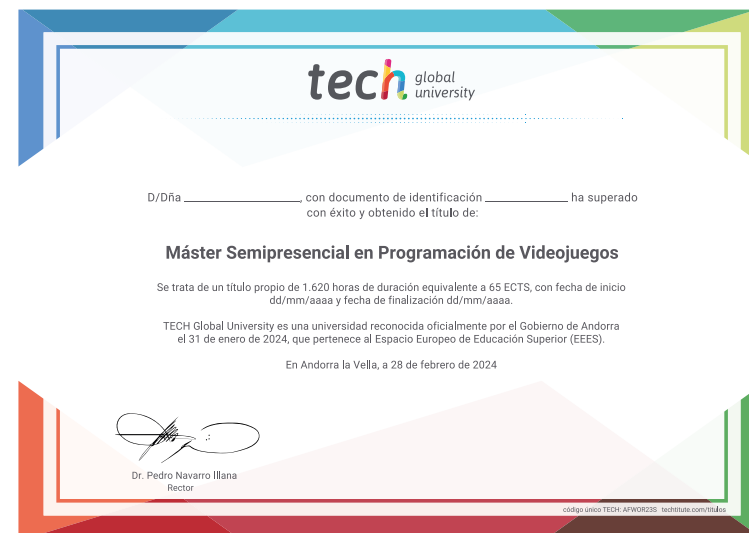 tech global university
D/Dña ____________, con documento de identificación ____________ ha superado
con éxito y obtenido el título de:
Máster Semipresencial en Programación de Videojuegos
Se trata de un título propio de 1.620 horas de duración equivalente a 65 ECTS, con fecha de inicio
dd/mm/aaaa y fecha de finalización dd/mm/aaaa.
TECH Global University es una universidad reconocida oficialmente por el Gobierno de Andorra
el 31 de enero de 2024, que pertenece al Espacio Europeo de Educación Superior (EEES).
En Andorra la Vella, a 28 de febrero de 2024
Dr. Pedro Navarro Illana
Rector
código único TECH: AFWOR23S techtitute.com/titulos